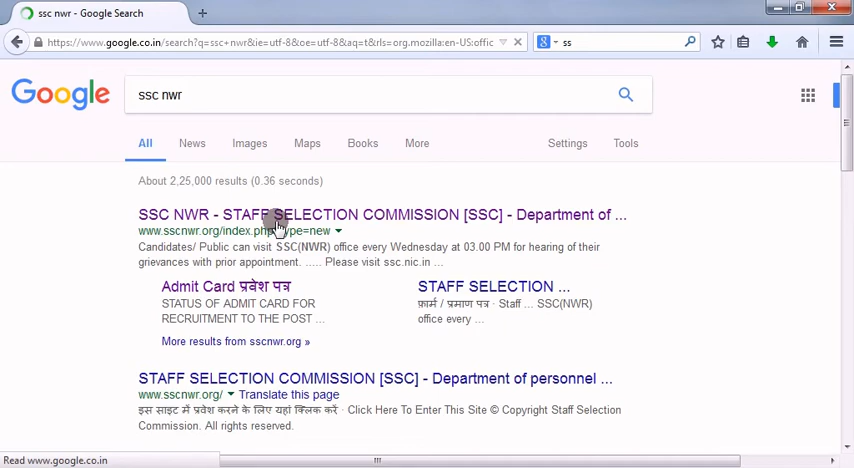 ssc nwr - Google Search
https://www.google.co.in/search?q=ssc+nwr&ie=utf-8&oe=utf-8&aq=t&rls=org.mozilla:en-US:offic
ss
Google
ssc nwr
All News Images Maps Books More Settings Tools
About 2,25,000 results (0.36 seconds)
SSC NWR - STAFF SELECTION COMMISSION [SSC] - Department of ...
www.sscnwr.org/index.php?type=new
Candidates/ Public can visit SSC(NWR) office every Wednesday at 03.00 PM for hearing of their
grievances with prior appointment. ..... Please visit ssc.nic.in ...
Admit Card प्रवेश पत्र
STATUS OF ADMIT CARD FOR
RECRUITMENT TO THE POST ...
STAFF SELECTION ...
फ़ार्म / प्रमाण पत्र · Staff ... SSC(NWR)
office every ...
More results from sscnwr.org »
STAFF SELECTION COMMISSION [SSC] - Department of personnel ...
www.sscnwr.org/ Translate this page
इस साइट में प्रवेश करने के लिए यहां क्लिक करें · Click Here To Enter This Site © Copyright Staff Selection
Commission. All rights reserved.
Read www.google.co.in